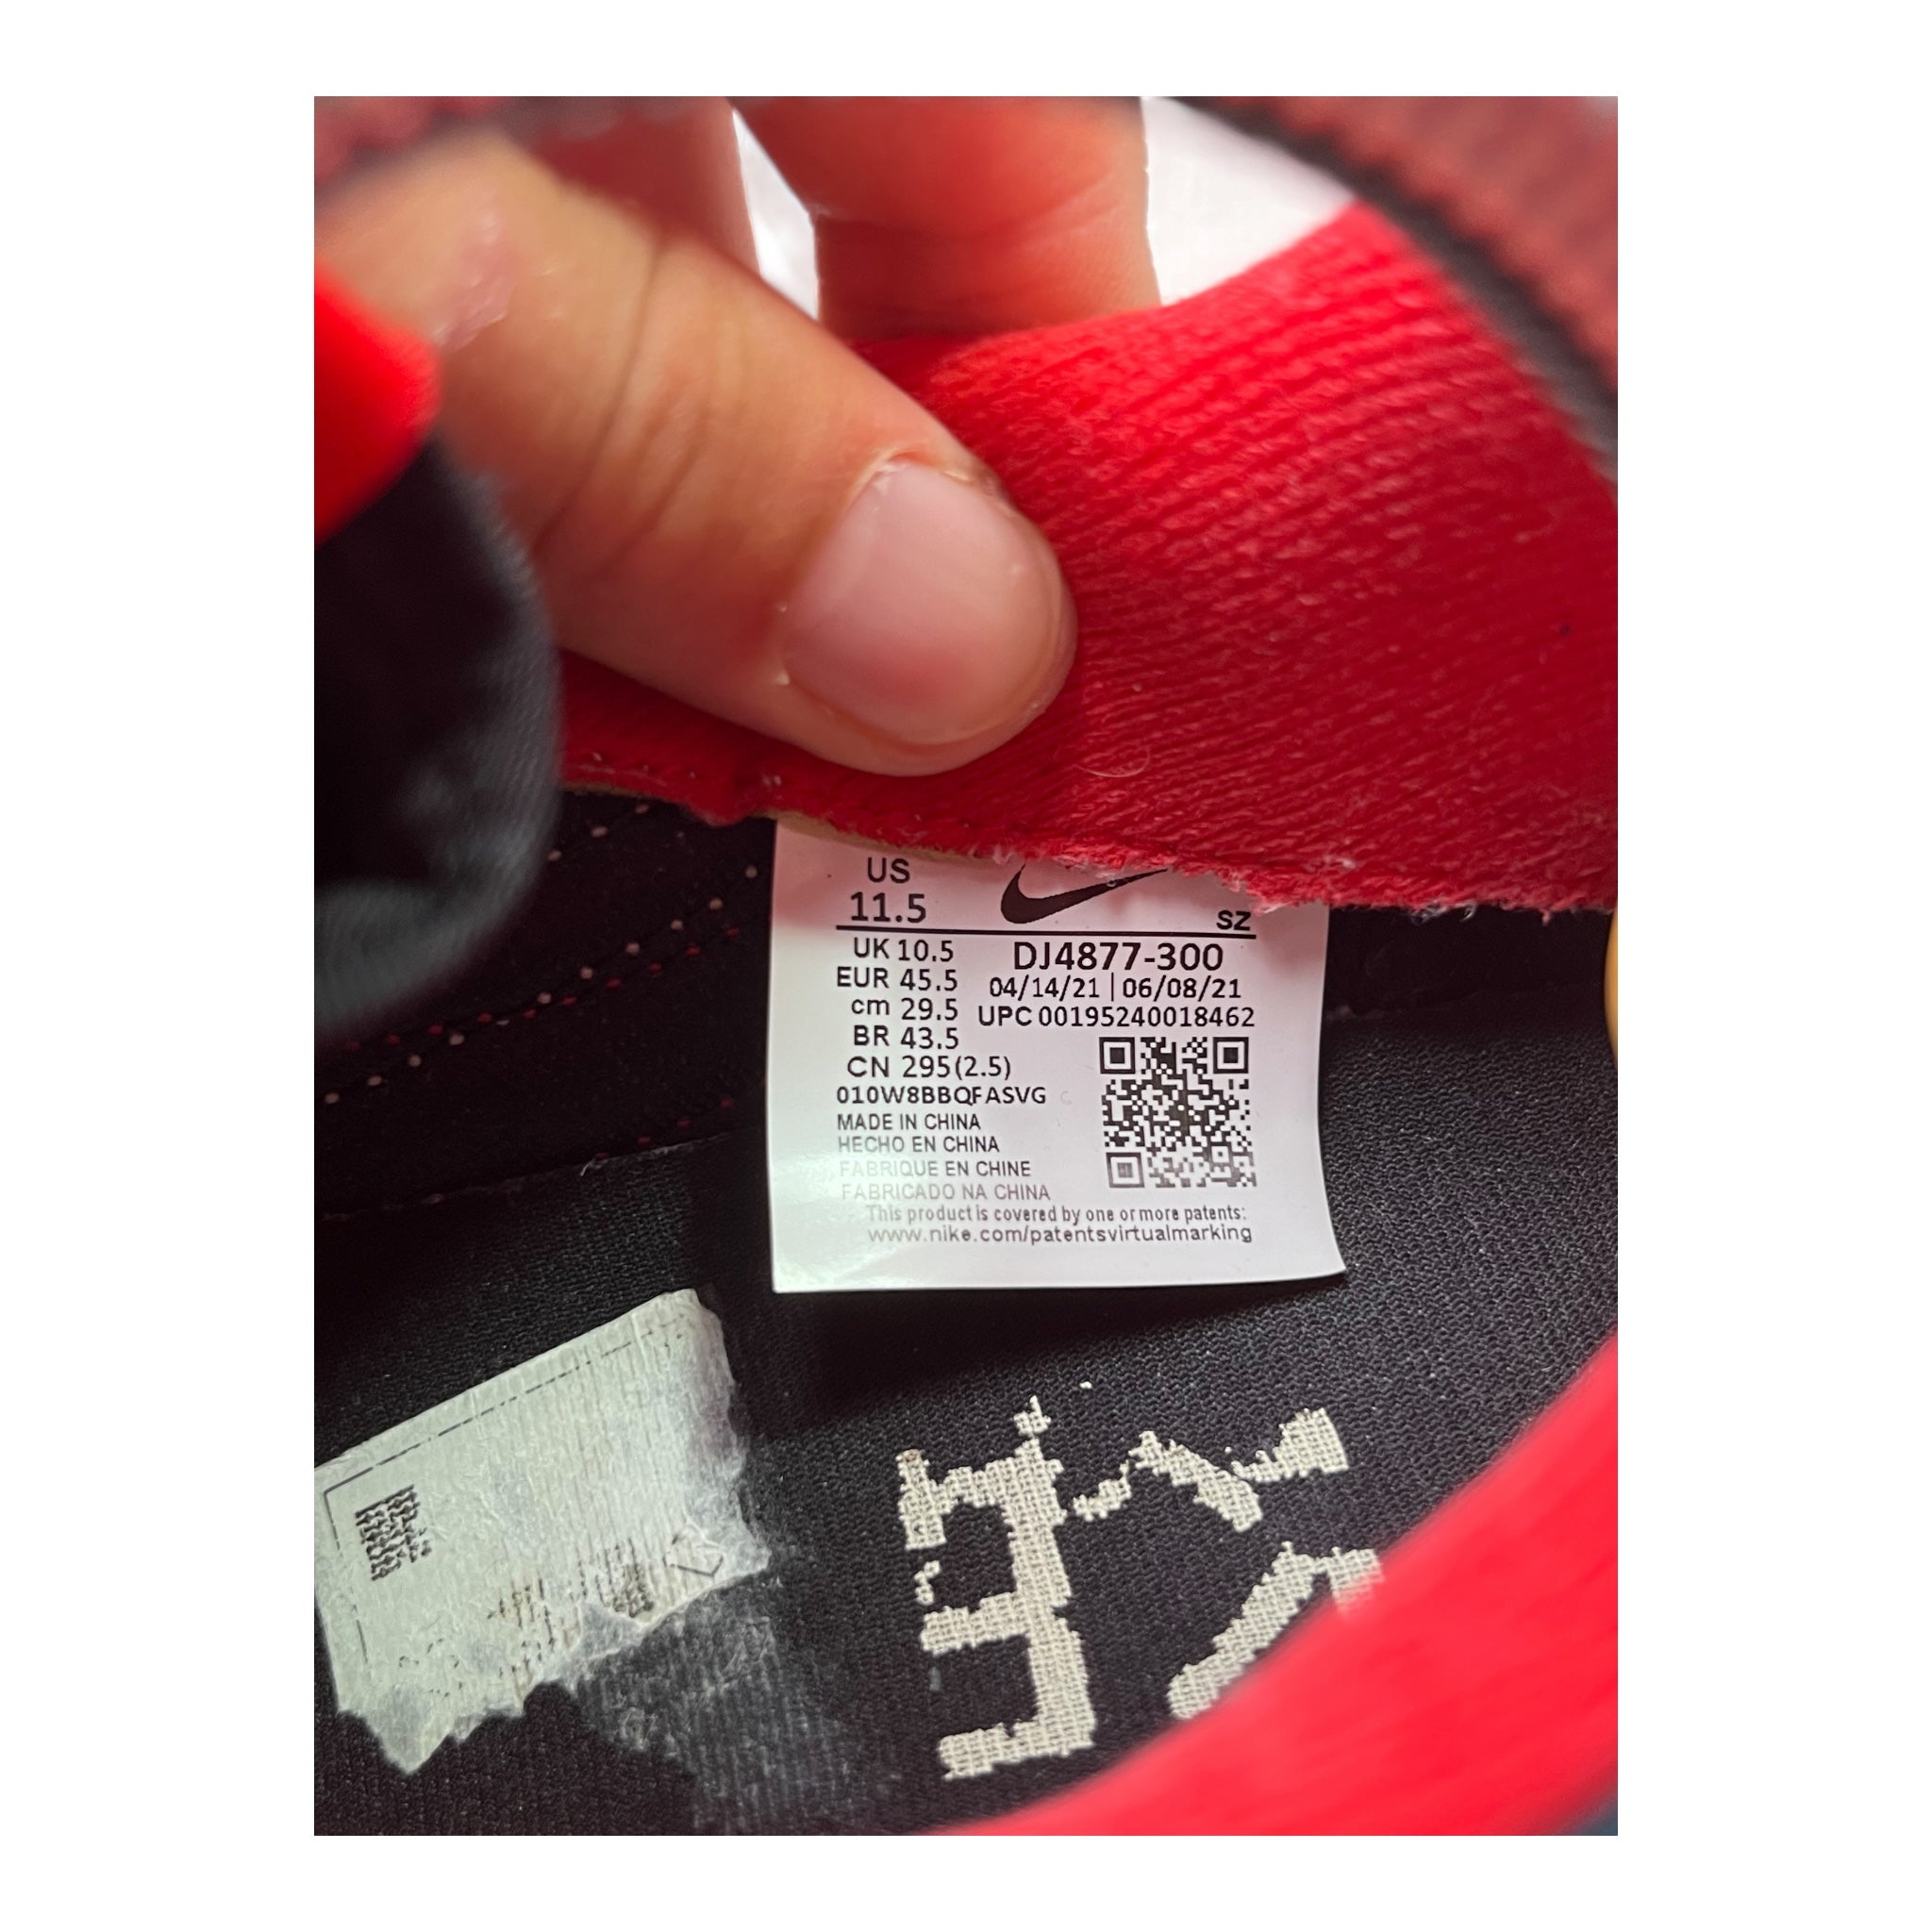 US
11.5
SZ
UK 10.5
DJ4877-300
EUR 45.5
04/14/21 | 06/08/21
cm 29.5
UPC 00195240018462
BR 43.5
CN 295(2.5)
010W8BBQFASVG
MADE IN CHINA
HECHO EN CHINA
FABRIQUE EN CHINE
FABRICADO NA CHINA
This product is covered by one or more patents:
www.nike.com/patentsvirtualmarking